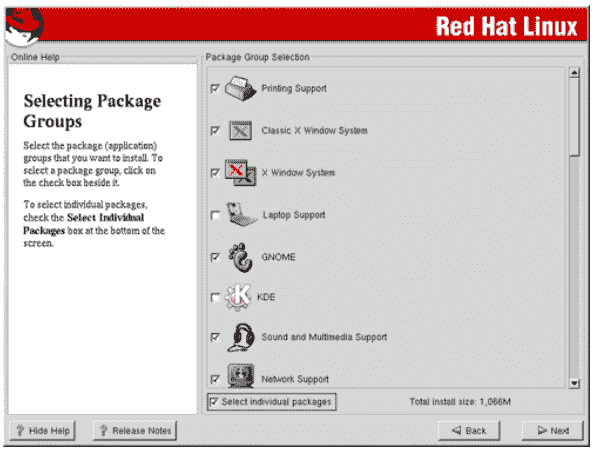 Red Hat Linux
Online Help
Selecting Package
Groups
Select the package (application)
groups that you want to install. To
select a package group, click on
the check box beside it.
To select individual packages,
check the Select Individual
Packages box at the bottom of the
screen.
Package Group Selection
Printing Support
Classic X Window System
X Window System
Laptop Support
GNOME
KDE
Sound and Multimedia Support
Network Support
Select individual packages
Total install size: 1,066M
Hide Help
Release Notes
Back
Next